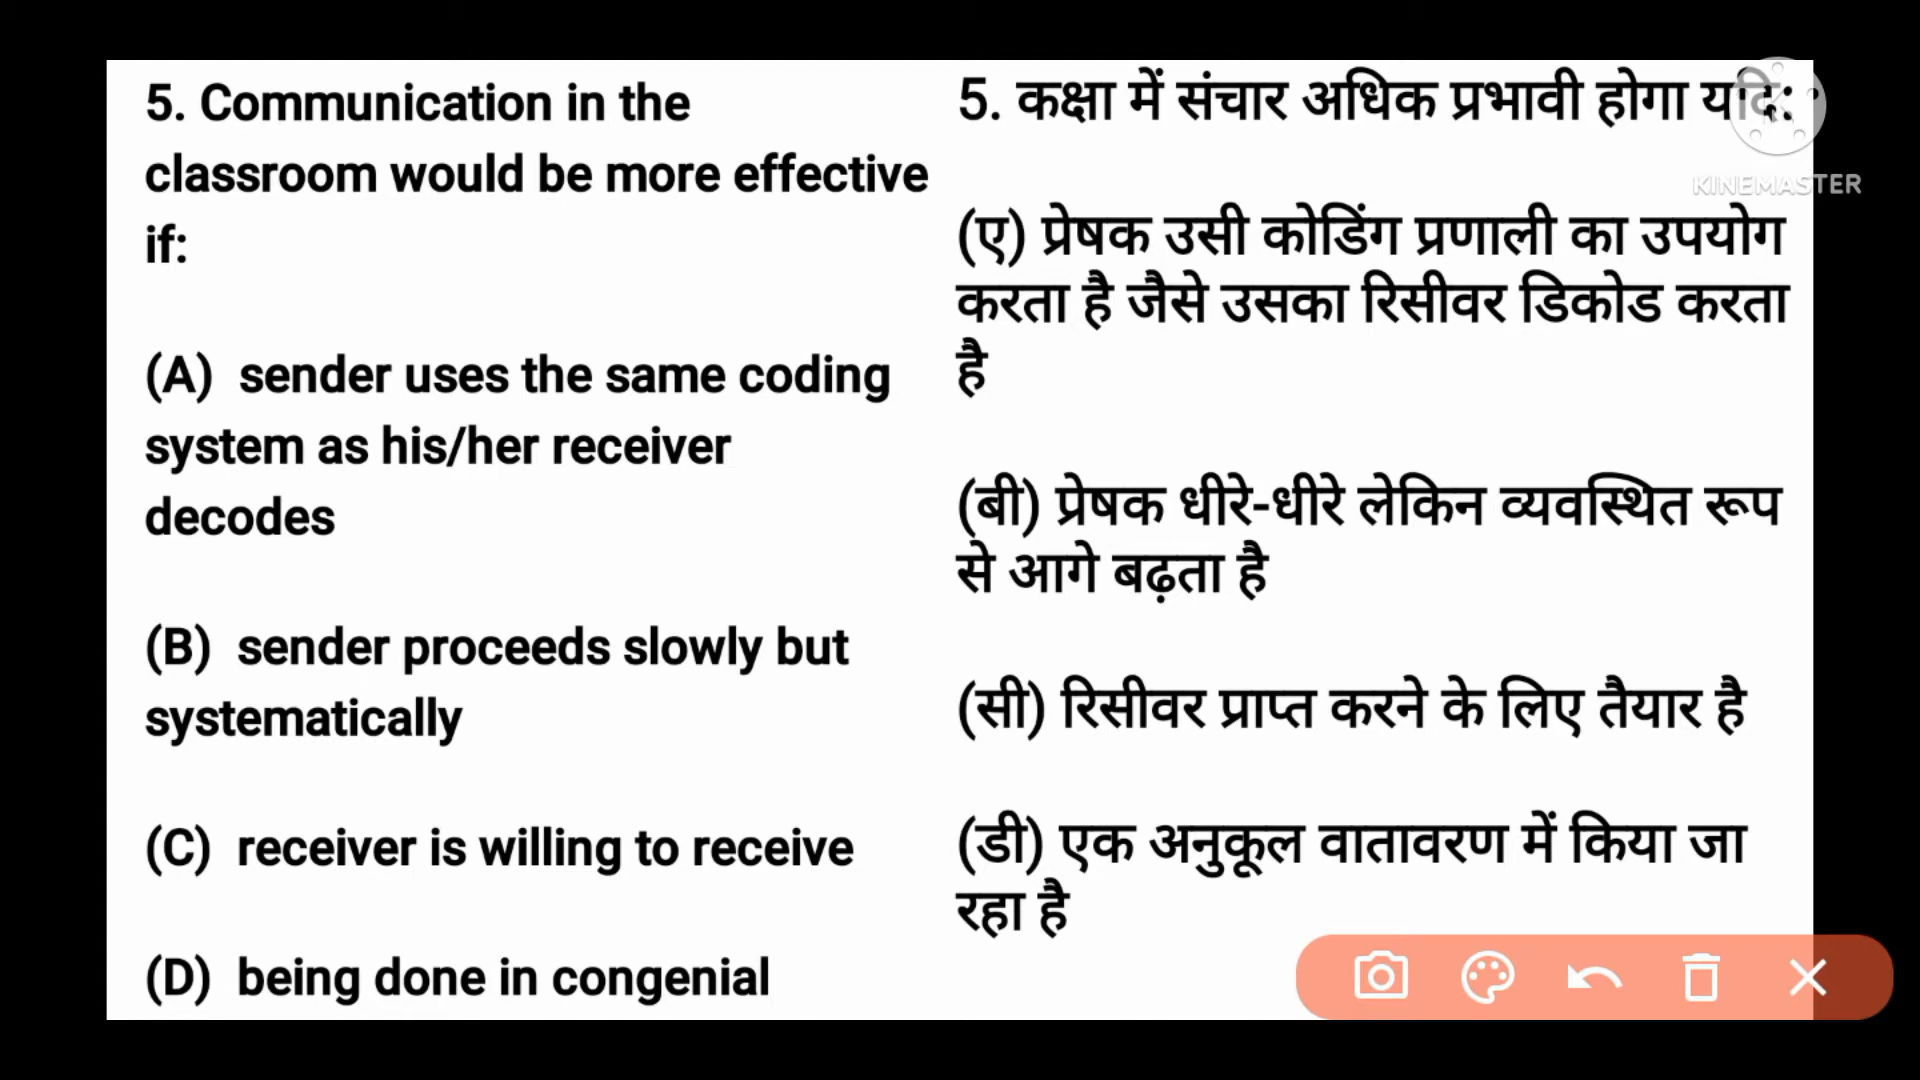 5. Communication in the
classroom would be more effective
if:
(A) sender uses the same coding
system as his/her receiver
decodes
(B) sender proceeds slowly but
systematically
(C) receiver is willing to receive
(D) being done in congenial
5. कक्षा में संचार अधिक प्रभावी होगा यदि:
(ए) प्रेषक उसी कोडिंग प्रणाली का उपयोग
करता है जैसे उसका रिसीवर डिकोड करता
है
(बी) प्रेषक धीरे-धीरे लेकिन व्यवस्थित रूप
से आगे बढ़ता है
(सी) रिसीवर प्राप्त करने के लिए तैयार है
(डी) एक अनुकूल वातावरण में किया जा
रहा है
KINEMASTER